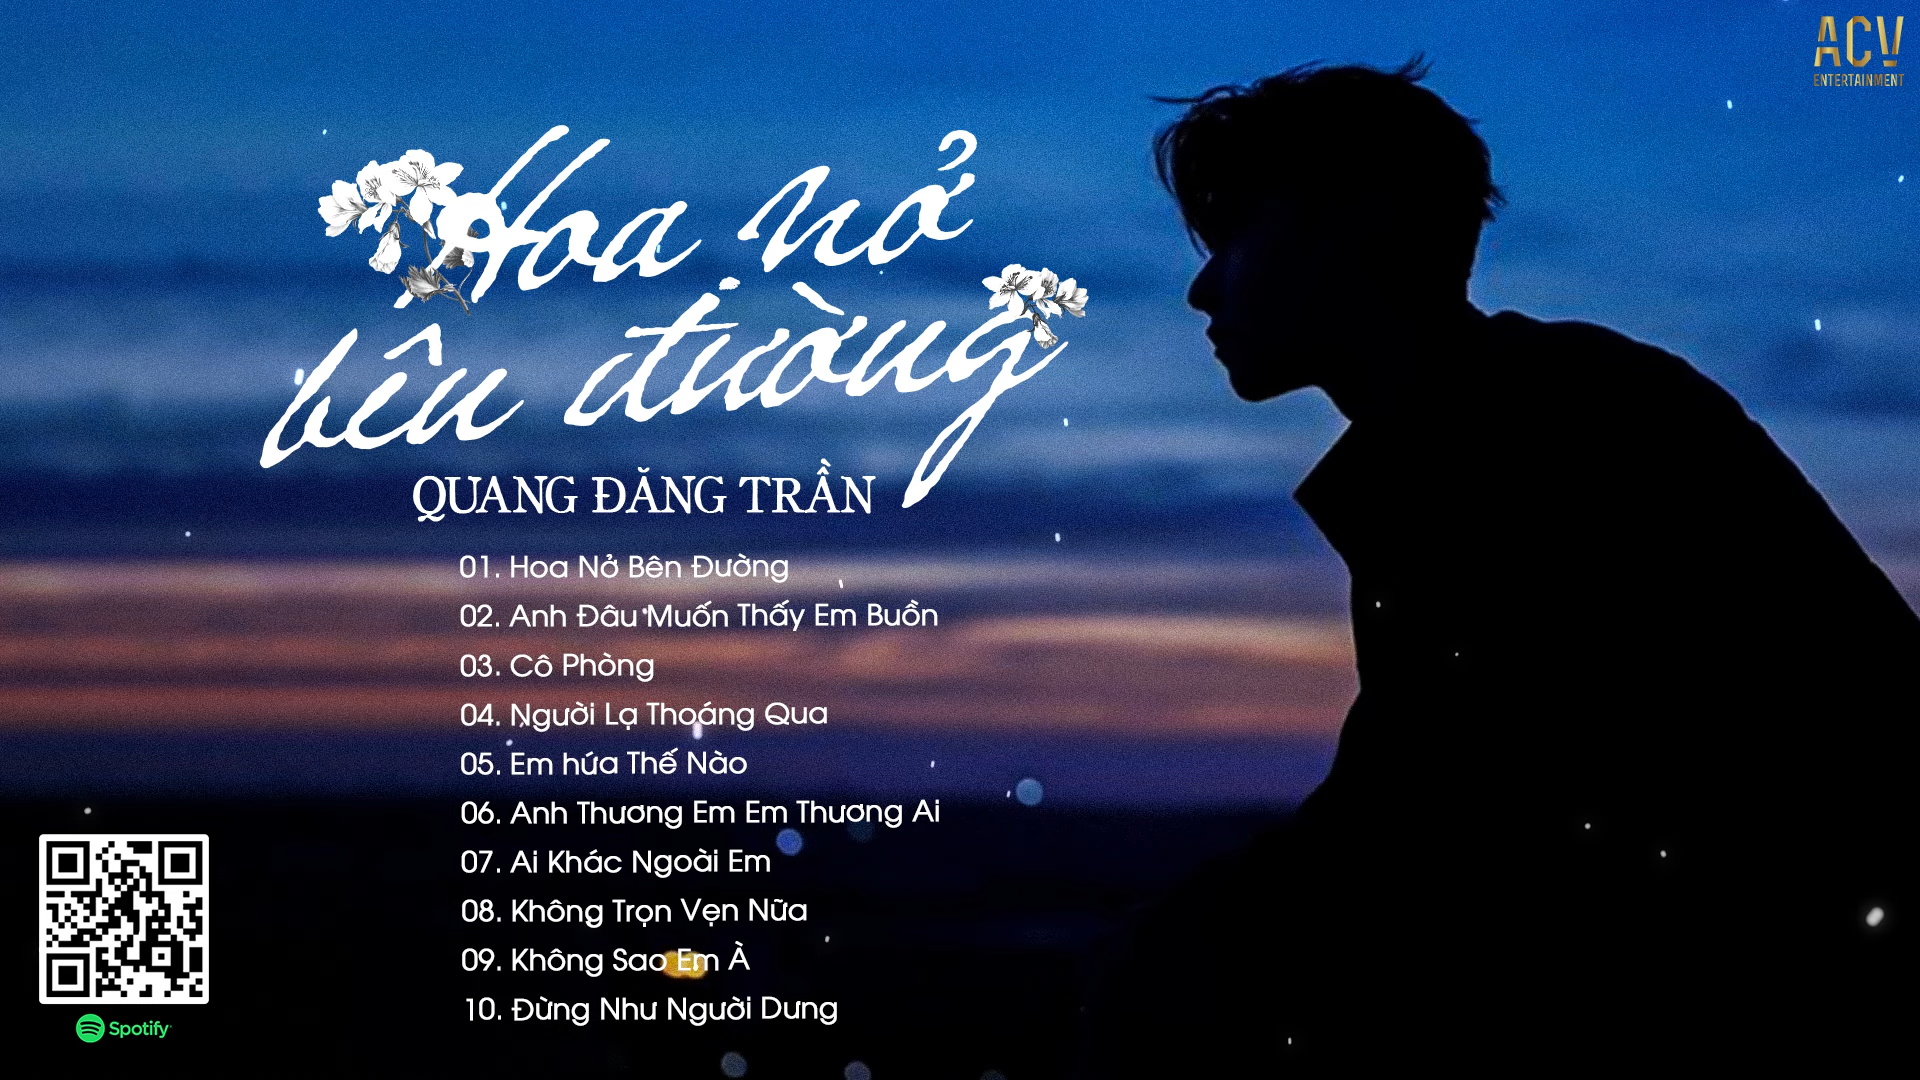 ACV
ENTERTAINMENT
Hoa nở
bên đường
QUANG ĐĂNG TRẦN
01. Hoa Nở Bên Đường
02. Anh Đâu Muốn Thấy Em Buồn
03. Cô Phòng
04. Người Lạ Thoáng Qua
05. Em hứa Thế Nào
06. Anh Thương Em Em Thương Ai
07. Ai Khác Ngoài Em
08. Không Trọn Vẹn Nữa
09. Không Sao Em À
10. Đừng Như Người Dưng
Spotify